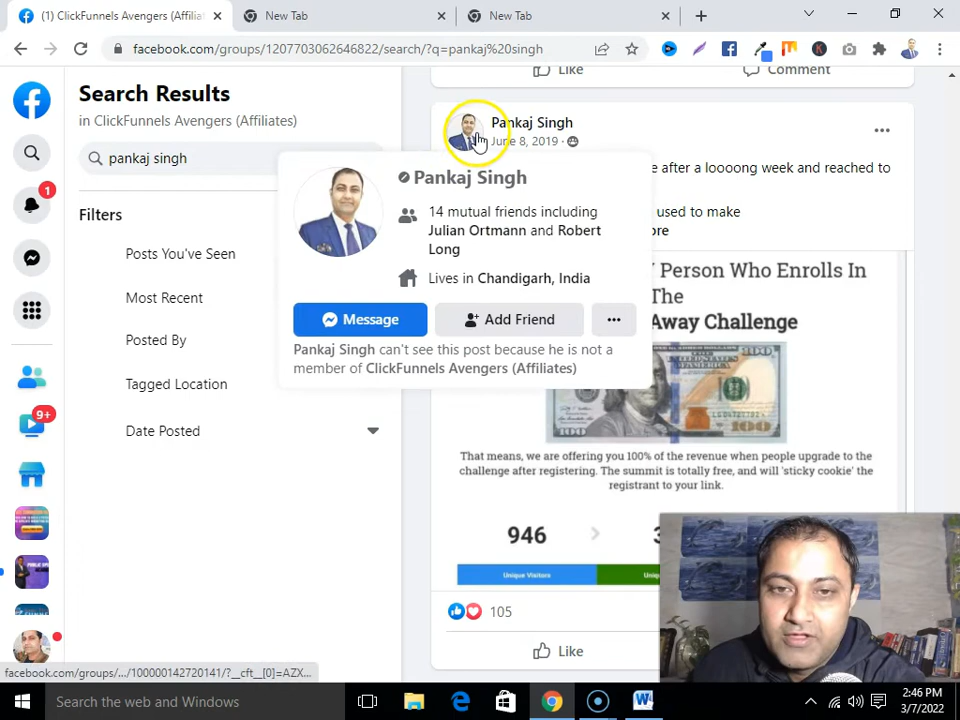 (1) ClickFunnels Avengers (Affilia
New Tab
New Tab
facebook.com/groups/1207703062646822/search/?q=pankaj%20singh
Search Results
in ClickFunnels Avengers (Affiliates)
pankaj singh
Filters
Posts You've Seen
Most Recent
Posted By
Tagged Location
Date Posted
1
9+
Like
Comment
Pankaj Singh
June 8, 2019
e after a loooong week and reached to
used to make
ore
Pankaj Singh
14 mutual friends including
Julian Ortmann and Robert
Long
Lives in Chandigarh, India
Message
Add Friend
Pankaj Singh can't see this post because he is not a
member of ClickFunnels Avengers (Affiliates)
Person Who Enrolls In
The
Away Challenge
100
100
That means, we are offering you 100% of the revenue when people upgrade to the
challenge after registering. The summit is totally free, and will 'sticky cookie' the
registrant to your link.
946
Unique Visitors
105
Like
facebook.com/groups/.../100000142720141/?__cft__[0]=AZX...
Search the web and Windows
2:46 PM
3/7/2022